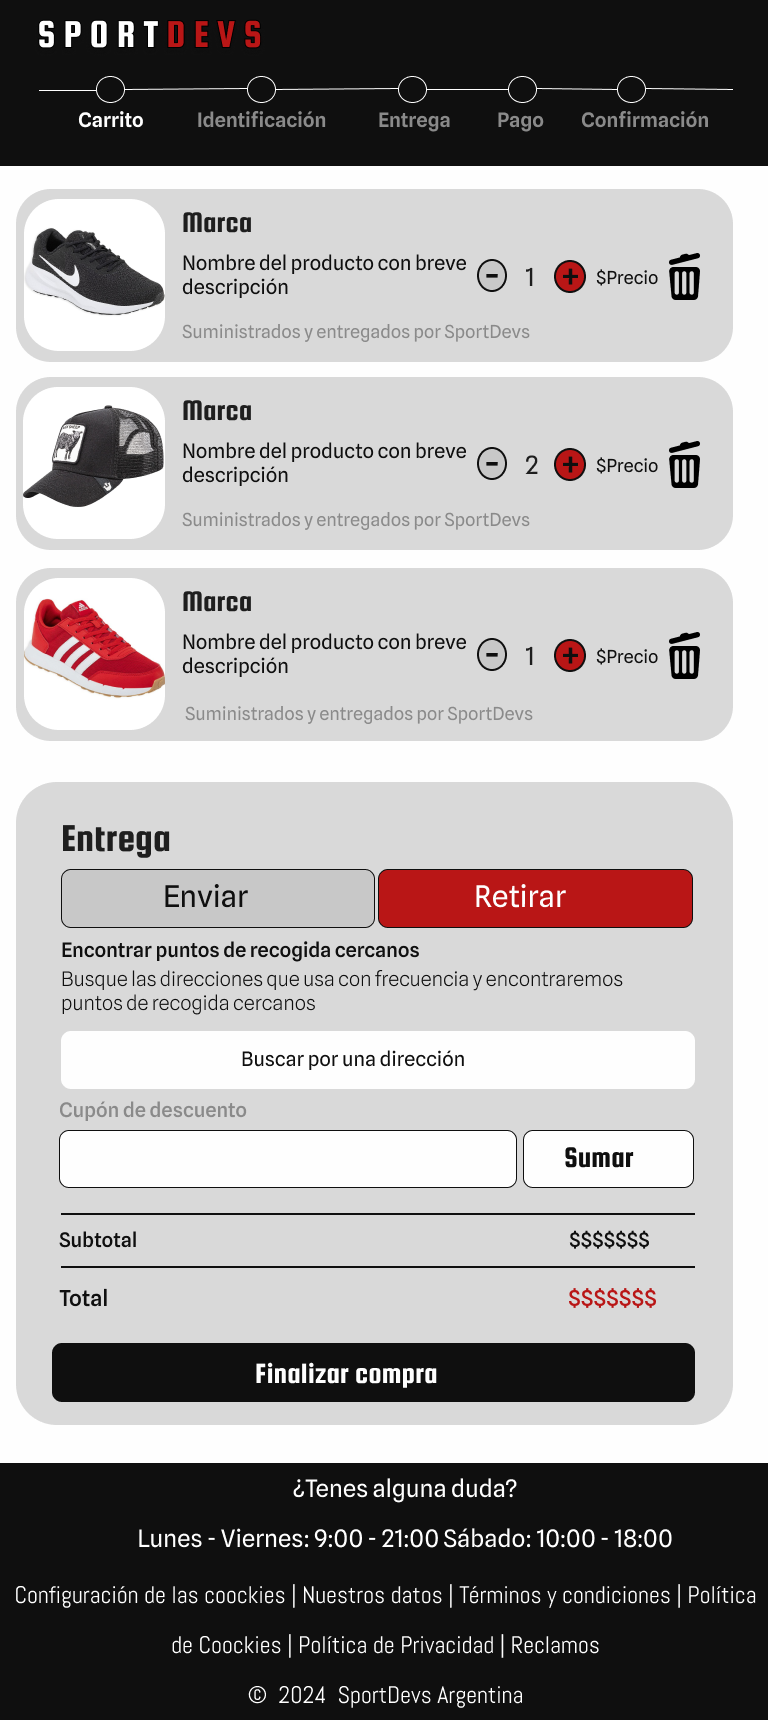 SPORTDEVS
Carrito Identificación Entrega Pago Confirmación
Marca
Nombre del producto con breve
descripción
- 1 + $Precio
Suministrados y entregados por SportDevs
Marca
Nombre del producto con breve
descripción
- 2 + $Precio
Suministrados y entregados por SportDevs
Marca
Nombre del producto con breve
descripción
- 1 + $Precio
Suministrados y entregados por SportDevs
Entrega
Enviar Retirar
Encontrar puntos de recogida cercanos
Busque las direcciones que usa con frecuencia y encontraremos
puntos de recogida cercanos
Buscar por una dirección
Cupón de descuento
Sumar
Subtotal $$$$$$$
Total $$$$$$$
Finalizar compra
¿Tenes alguna duda?
Lunes - Viernes: 9:00 - 21:00 Sábado: 10:00 - 18:00
Configuración de las coockies | Nuestros datos | Términos y condiciones | Política
de Coockies | Política de Privacidad | Reclamos
© 2024 SportDevs Argentina